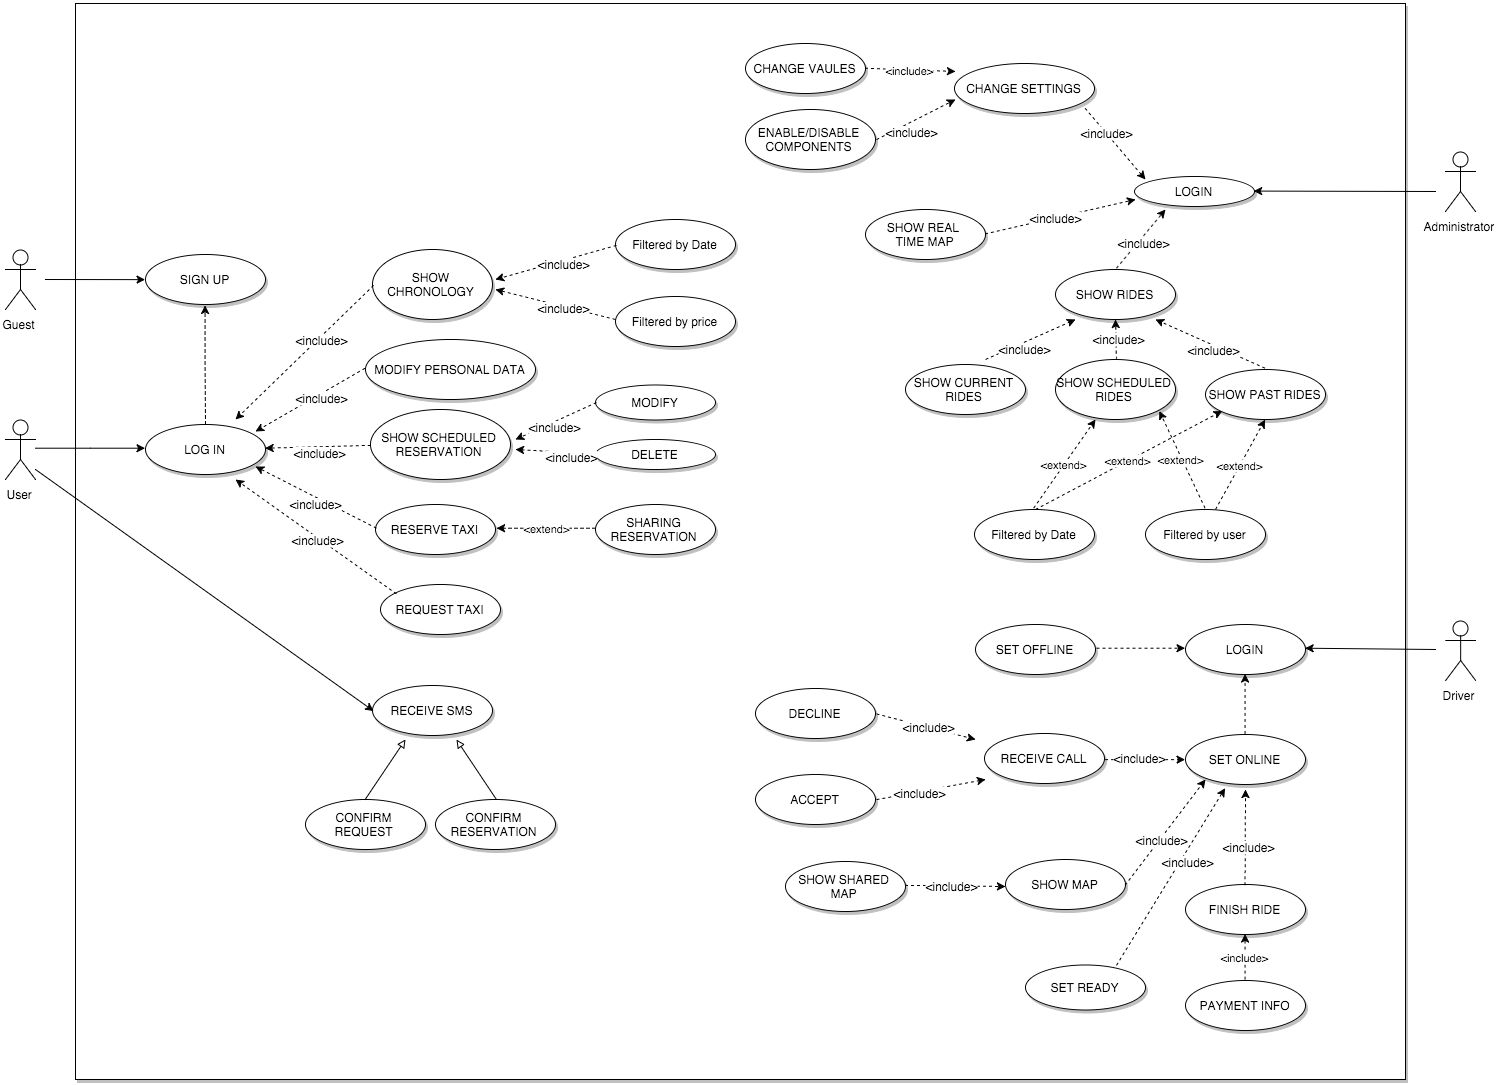 CHANGE VAULES
<include>
CHANGE SETTINGS
ENABLE/DISABLE
COMPONENTS
<include>
<include>
LOGIN
Administrator
SHOW REAL
TIME MAP
<include>
<include>
SHOW RIDES
<include>
<include>
<include>
SHOW CURRENT
RIDES
SHOW SCHEDULED
RIDES
SHOW PAST RIDES
<extend>
<extend>
<extend>
<extend>
Filtered by Date
Filtered by user
Guest
SIGN UP
SHOW
CHRONOLOGY
<include>
Filtered by Date
<include>
Filtered by price
<include>
MODIFY PERSONAL DATA
<include>
User
LOG IN
<include>
SHOW SCHEDULED
RESERVATION
<include>
MODIFY
<include>
DELETE
<include>
RESERVE TAXI
<extend>
SHARING
RESERVATION
<include>
REQUEST TAXI
RECEIVE SMS
CONFIRM
REQUEST
CONFIRM
RESERVATION
SET OFFLINE
LOGIN
Driver
DECLINE
<include>
RECEIVE CALL
<include>
SET ONLINE
ACCEPT
<include>
<include>
<include>
<include>
SHOW SHARED
MAP
<include>
SHOW MAP
FINISH RIDE
<include>
SET READY
PAYMENT INFO